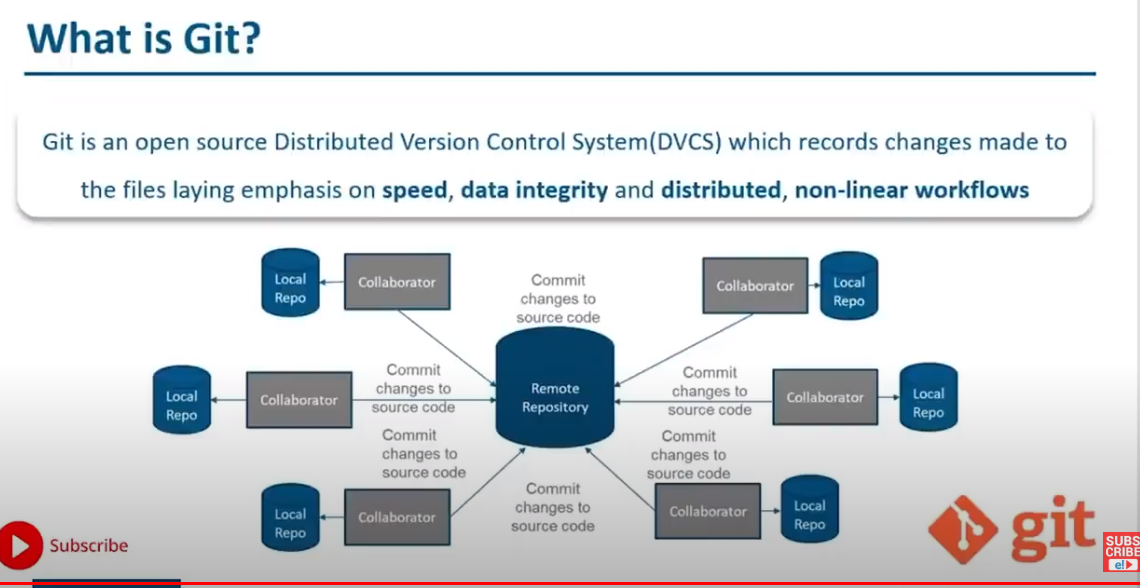 What is Git?
Git is an open source Distributed Version Control System(DVCS) which records changes made to
the files laying emphasis on speed, data integrity and distributed, non-linear workflows
Local
Repo
Collaborator
Commit
changes to
source code
Collaborator
Local
Repo
Local
Repo
Collaborator
Commit
changes to
source code
Remote
Repository
Commit
changes to
source code
Collaborator
Local
Repo
Commit
changes to
source code
Commit
changes to
source code
Local
Repo
Collaborator
Commit
changes to
source code
Collaborator
Local
Repo
git
Subscribe
SUBS
CRIBE
e!